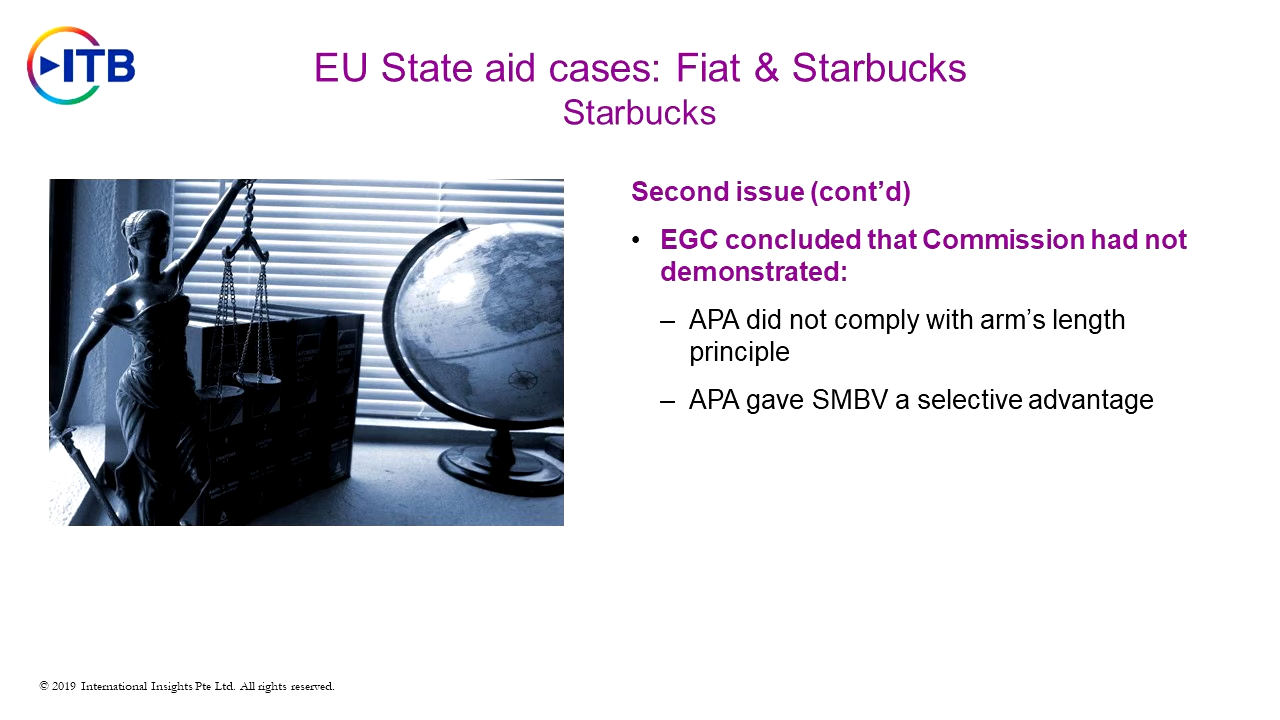 ITB
EU State aid cases: Fiat & Starbucks
Starbucks
Second issue (cont’d)
• EGC concluded that Commission had not
demonstrated:
– APA did not comply with arm’s length
principle
– APA gave SMBV a selective advantage
© 2019 International Insights Pte Ltd. All rights reserved.